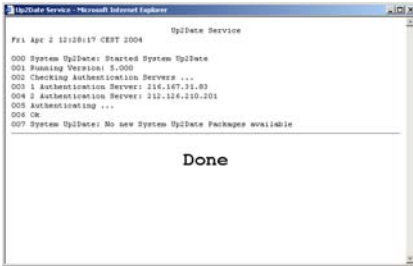 Up2Date Service - Microsoft Internet Explorer
Up2Date Service
Fri Apr 2 12:28:17 CEST 2004
000 System Up2Date: Started System Up2Date
001 Running Version: 5.000
002 Checking Authentication Servers ...
003 1 Authentication Server: 216.167.31.83
004 2 Authentication Server: 212.126.210.201
005 Authenticating ...
006 Ok
007 System Up2Date: No new System Up2Date Packages available
Done